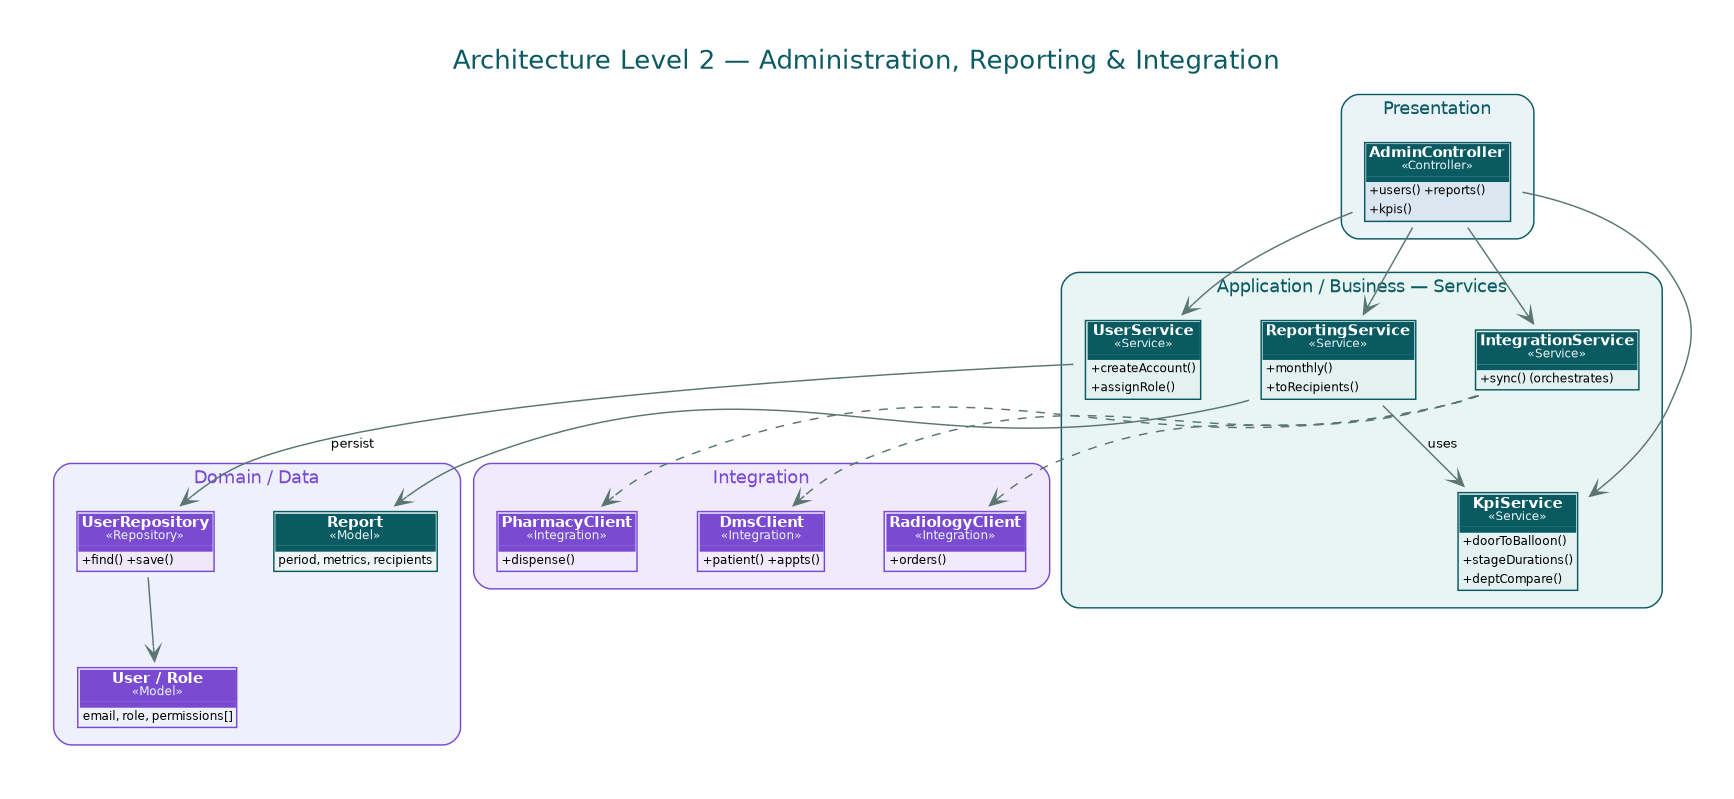 Architecture Level 2 — Administration, Reporting & Integration
Presentation
AdminController
«Controller»
+users() +reports()
+kpis()
Application / Business — Services
UserService
«Service»
+createAccount()
+assignRole()
ReportingService
«Service»
+monthly()
+toRecipients()
IntegrationService
«Service»
+sync() (orchestrates)
persist
uses
Domain / Data
UserRepository
«Repository»
+find() +save()
Report
«Model»
period, metrics, recipients
Integration
PharmacyClient
«Integration»
+dispense()
DmsClient
«Integration»
+patient() +appts()
RadiologyClient
«Integration»
+orders()
KpiService
«Service»
+doorToBalloon()
+stageDurations()
+deptCompare()
User / Role
«Model»
email, role, permissions[]